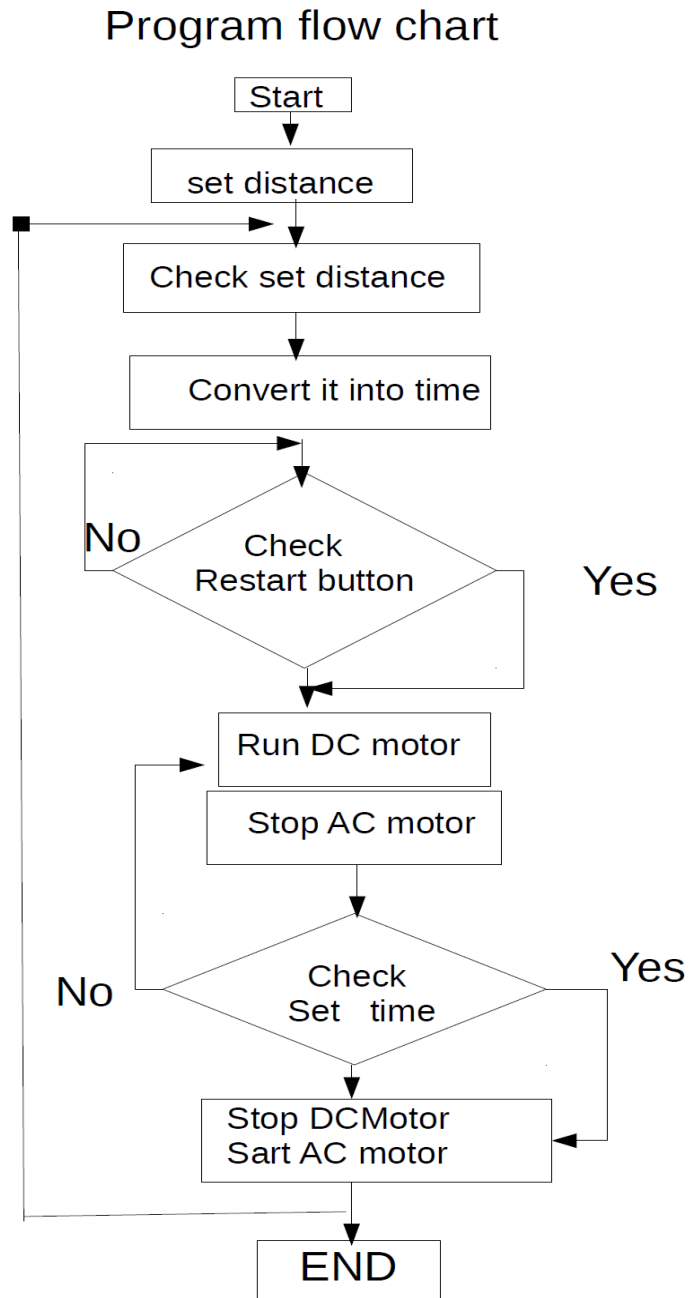 Program flow chart
Start
set distance
Check set distance
Convert it into time
No
Check
Restart button
Yes
Run DC motor
Stop AC motor
No
Check
Set time
Yes
Stop DCMotor
Sart AC motor
END